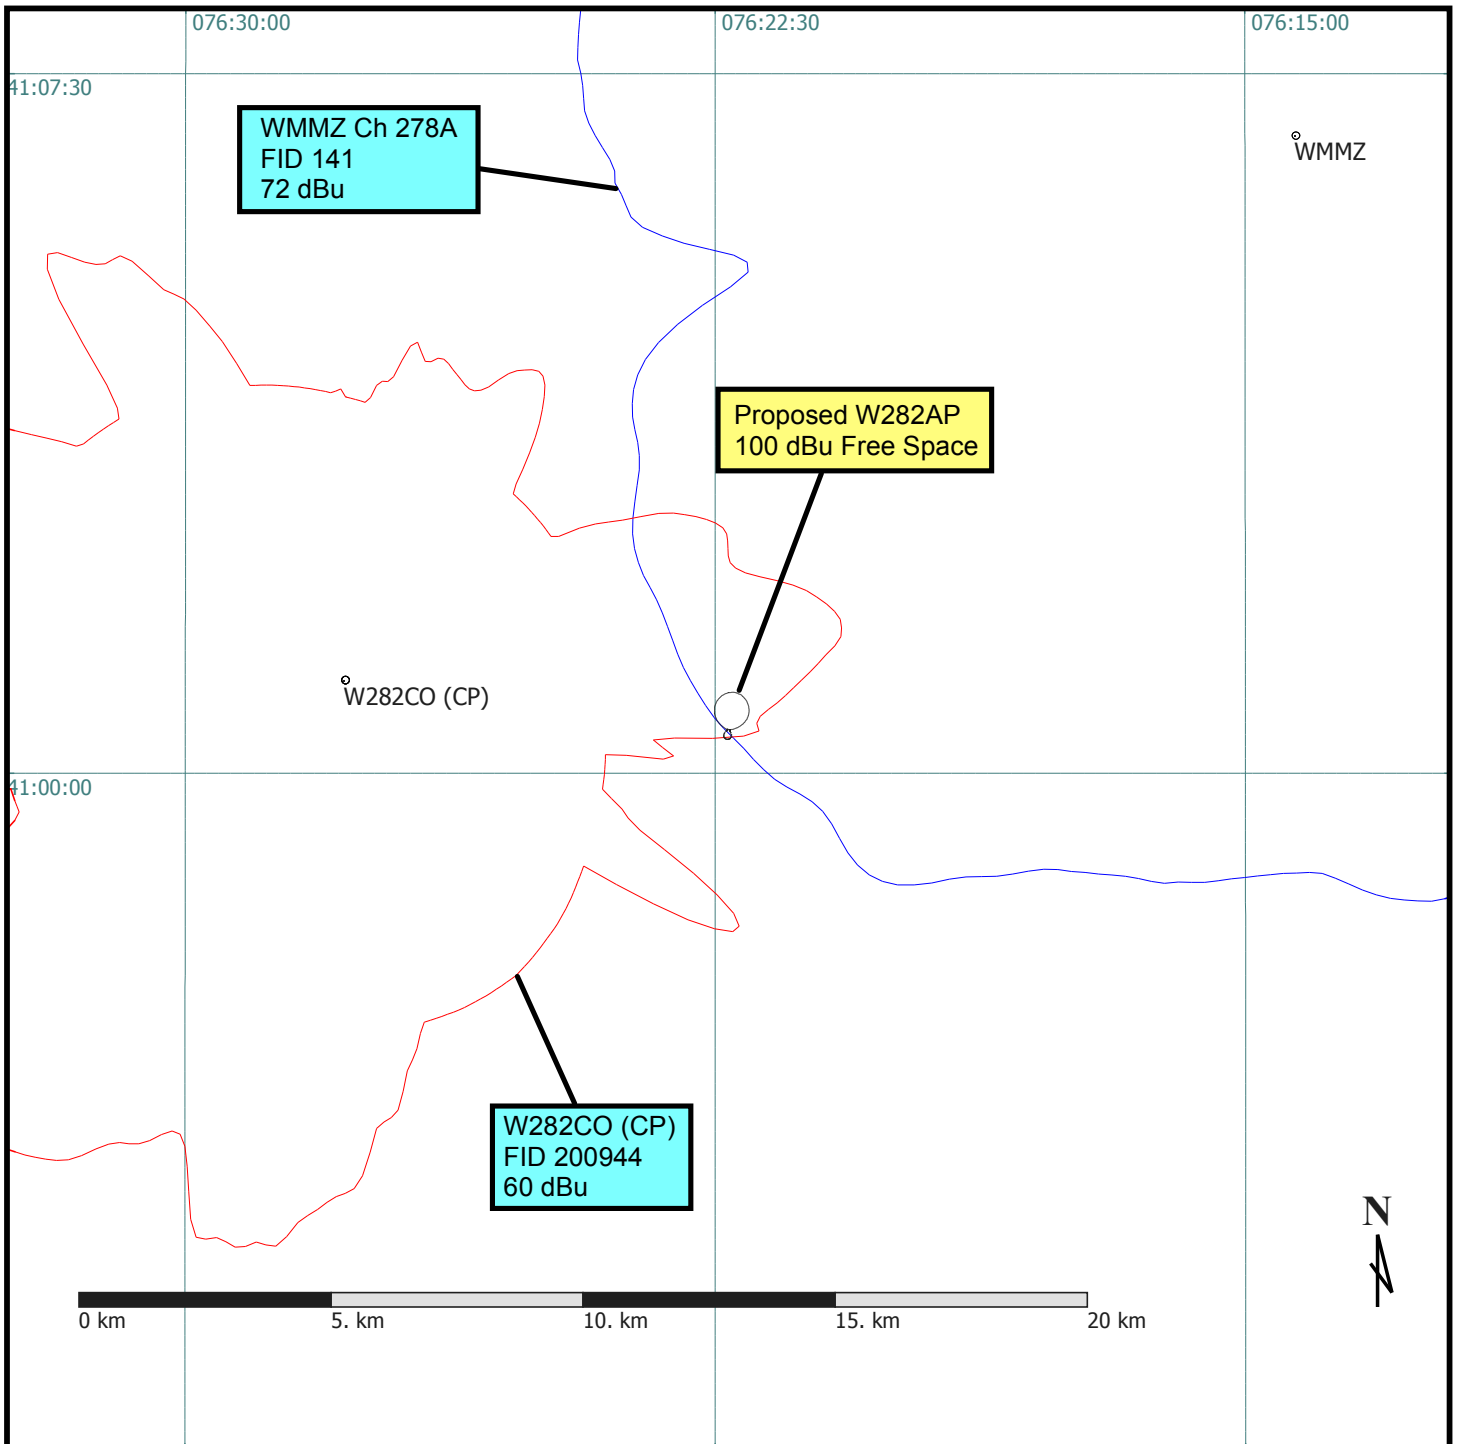 076:30:00
076:22:30
076:15:00
41:07:30
WMMZ Ch 278A
FID 141
72 dBu
WMMZ
Proposed W282AP
100 dBu Free Space
W282CO (CP)
41:00:00
W282CO (CP)
FID 200944
60 dBu
N
0 km
5. km
10. km
15. km
20 km